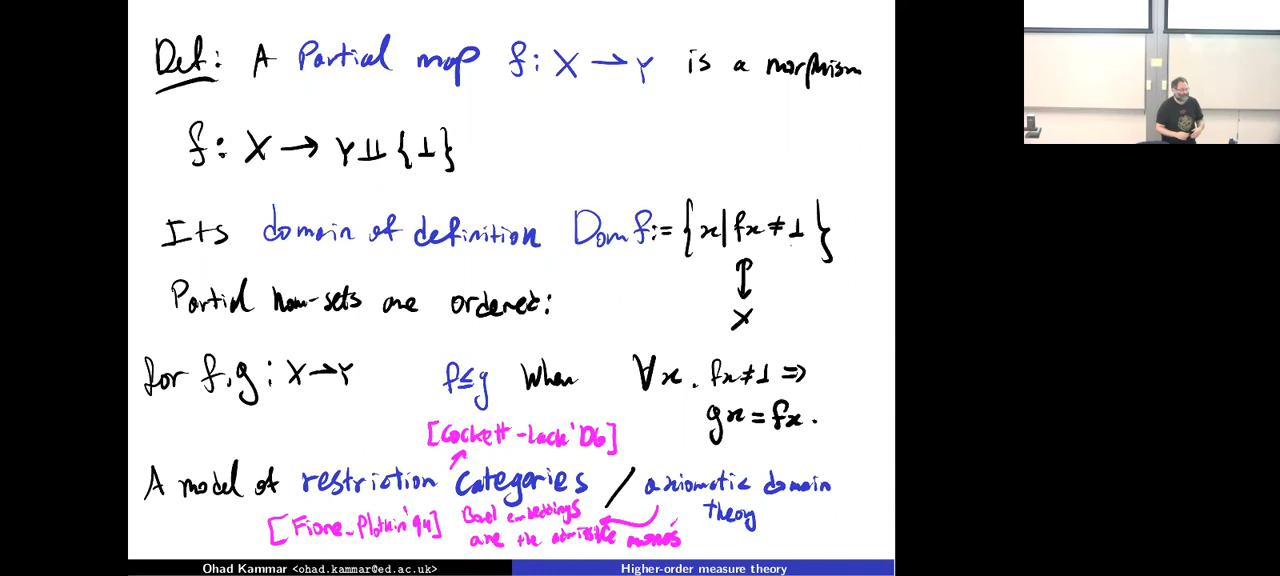 Def: A Partial map f: X ⇀ Y is a morphism
f: X → Y ⨿ {⊥}
Its domain of definition Dom f := {x | fx ≠ ⊥}
X
Partial hom-sets are ordered:
for f, g : X ⇀ Y f ≤ g when ∀x. fx ≠ ⊥ ⇒
gx = fx.
[Cockett-Lack'06]
A model of restriction categories / axiomatic domain
theory
[Fiore-Plotkin'94] Borel embeddings
are the admissible monos
Ohad Kammar <ohad.kammar@ed.ac.uk> Higher-order measure theory